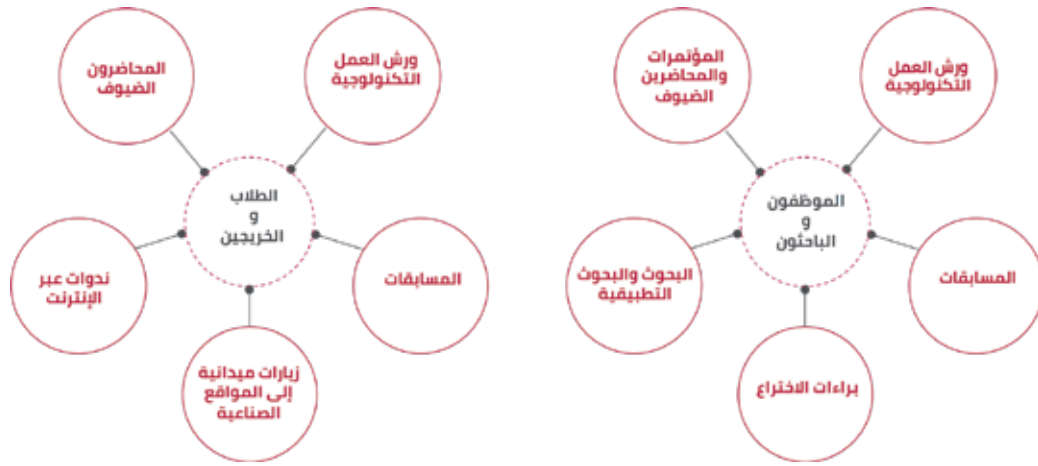 ورش العمل
التكنولوجية
المؤتمرات
والمحاضرين
الضيوف
الموظفون
و
الباحثون
المسابقات
البحوث والبحوث
التطبيقية
براءات الاختراع
ورش العمل
التكنولوجية
المحاضرون
الضيوف
الطلاب
و
الخريجين
المسابقات
ندوات عبر
الإنترنت
زيارات ميدانية
إلى المواقع
الصناعية